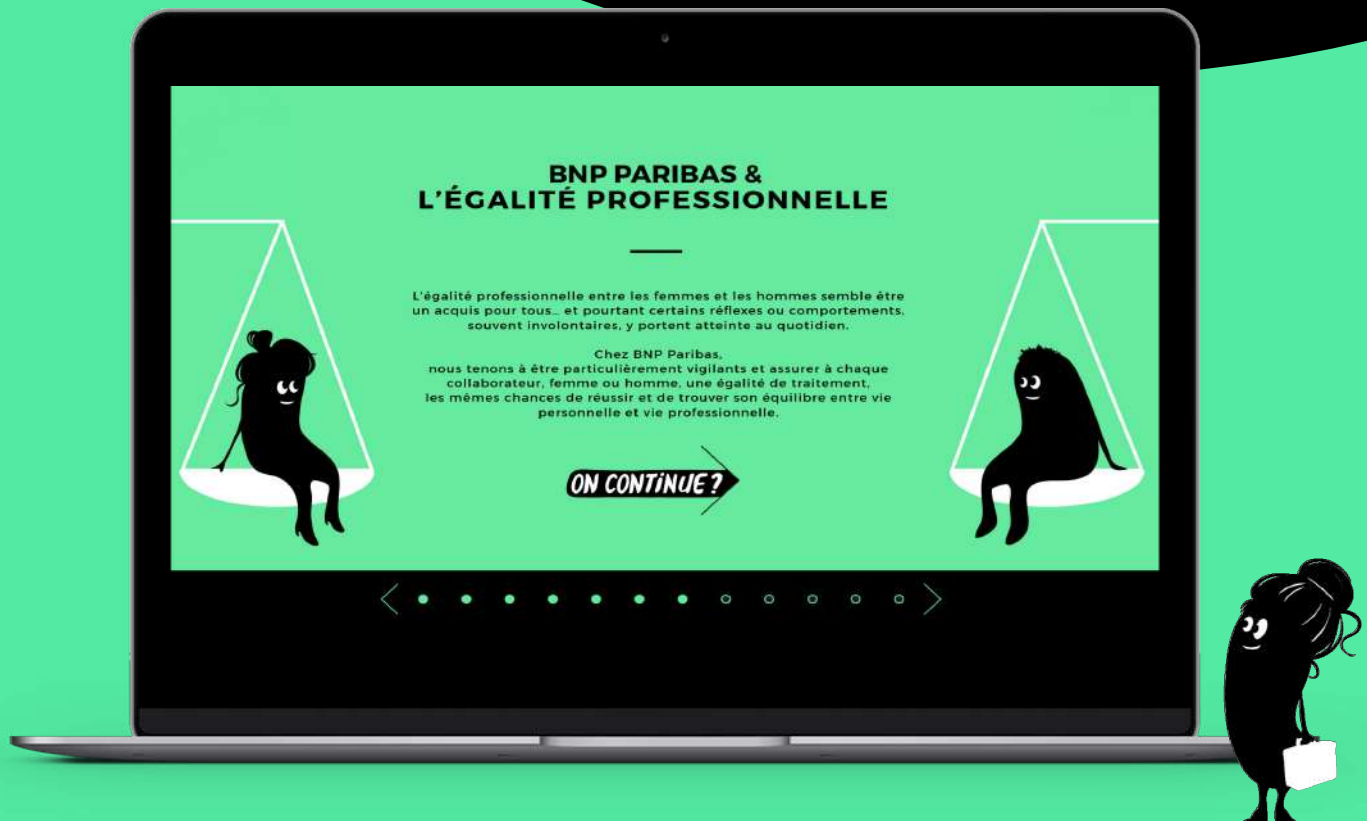 BNP PARIBAS &
L'ÉGALITÉ PROFESSIONNELLE
L'égalité professionnelle entre les femmes et les hommes semble être
un acquis pour tous... et pourtant certains réflexes ou comportements,
souvent involontaires, y portent atteinte au quotidien.
Chez BNP Paribas,
nous tenons à être particulièrement vigilants et assurer à chaque
collaborateur, femme ou homme, une égalité de traitement,
les mêmes chances de réussir et de trouver son équilibre entre vie
personnelle et vie professionnelle.
ON CONTINUE ?